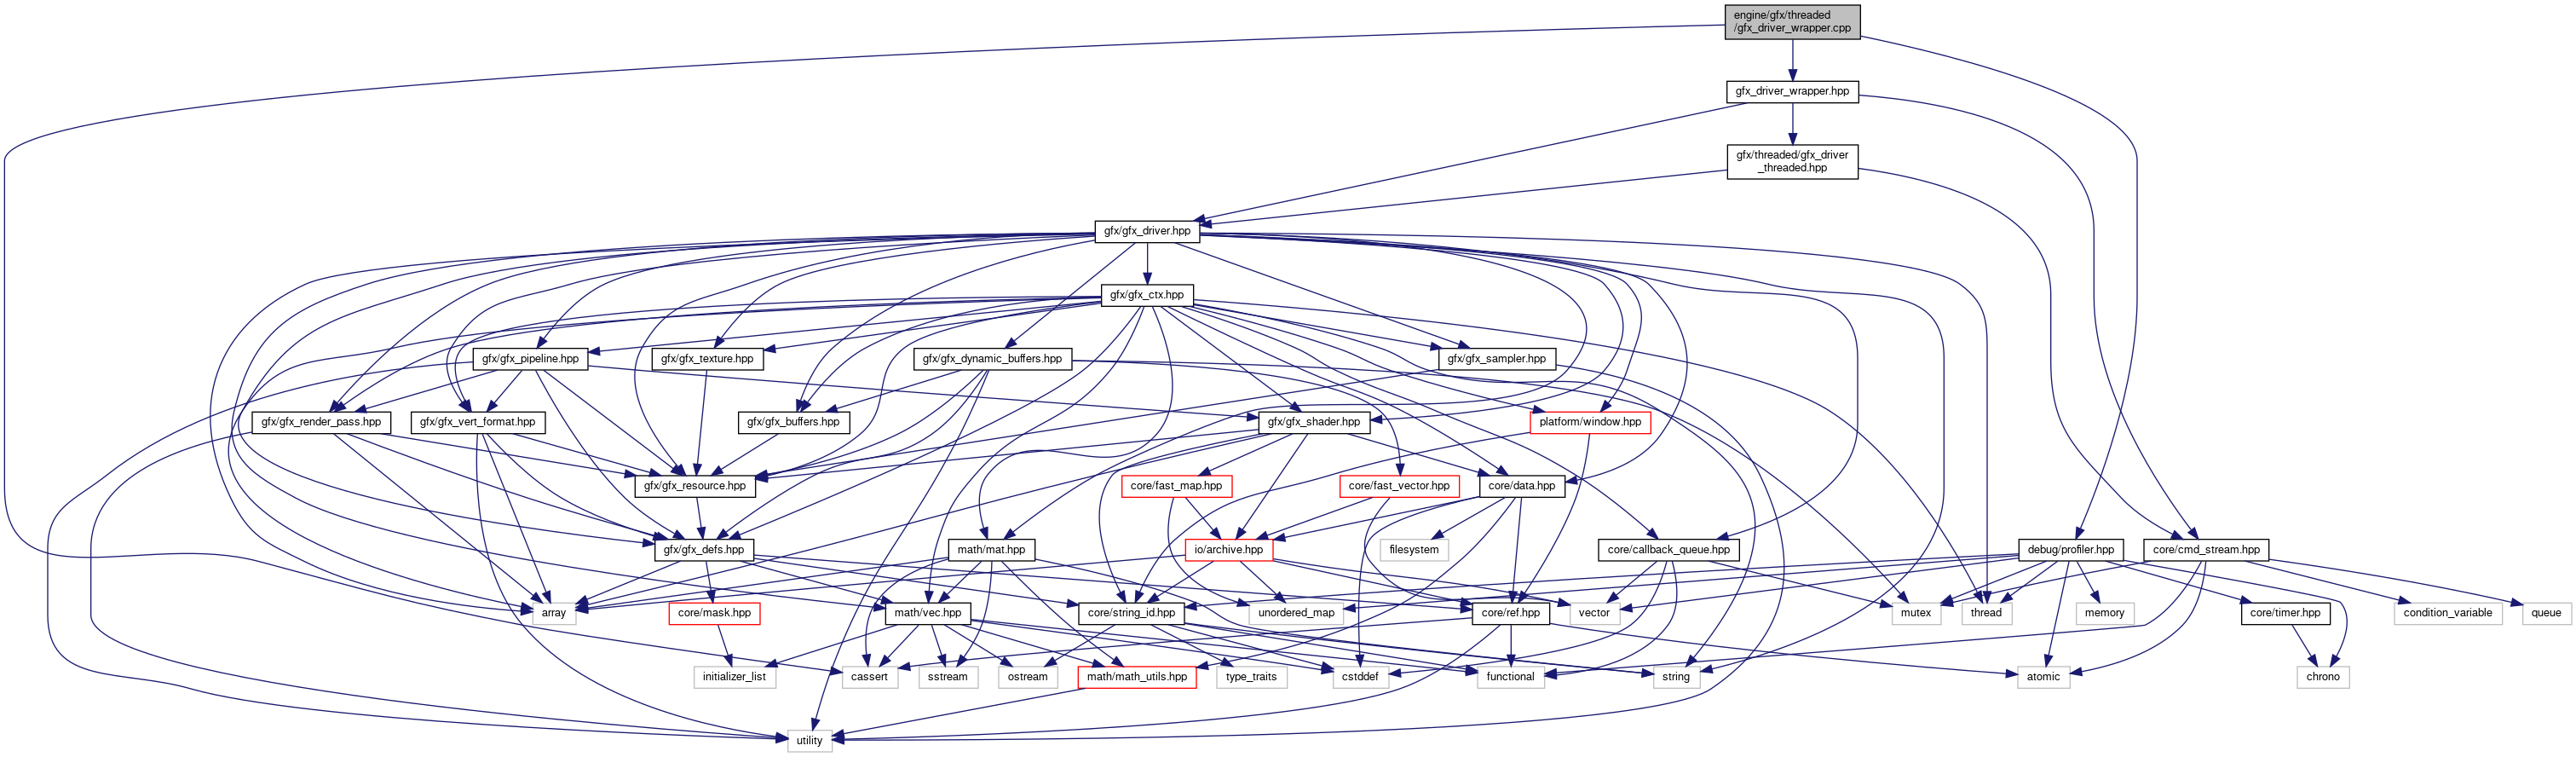 engine/gfx/threaded
/gfx_driver_wrapper.cpp
gfx_driver_wrapper.hpp
gfx/threaded/gfx_driver
_threaded.hpp
gfx/gfx_driver.hpp
gfx/gfx_ctx.hpp
gfx/gfx_pipeline.hpp
gfx/gfx_texture.hpp
gfx/gfx_dynamic_buffers.hpp
gfx/gfx_sampler.hpp
gfx/gfx_render_pass.hpp
gfx/gfx_vert_format.hpp
gfx/gfx_buffers.hpp
gfx/gfx_shader.hpp
platform/window.hpp
gfx/gfx_resource.hpp
core/fast_map.hpp
core/fast_vector.hpp
core/data.hpp
gfx/gfx_defs.hpp
math/mat.hpp
io/archive.hpp
filesystem
core/callback_queue.hpp
debug/profiler.hpp
core/cmd_stream.hpp
array
core/mask.hpp
math/vec.hpp
core/string_id.hpp
unordered_map
core/ref.hpp
vector
mutex
thread
memory
core/timer.hpp
condition_variable
queue
initializer_list
cassert
sstream
ostream
math/math_utils.hpp
type_traits
cstddef
functional
string
atomic
chrono
utility